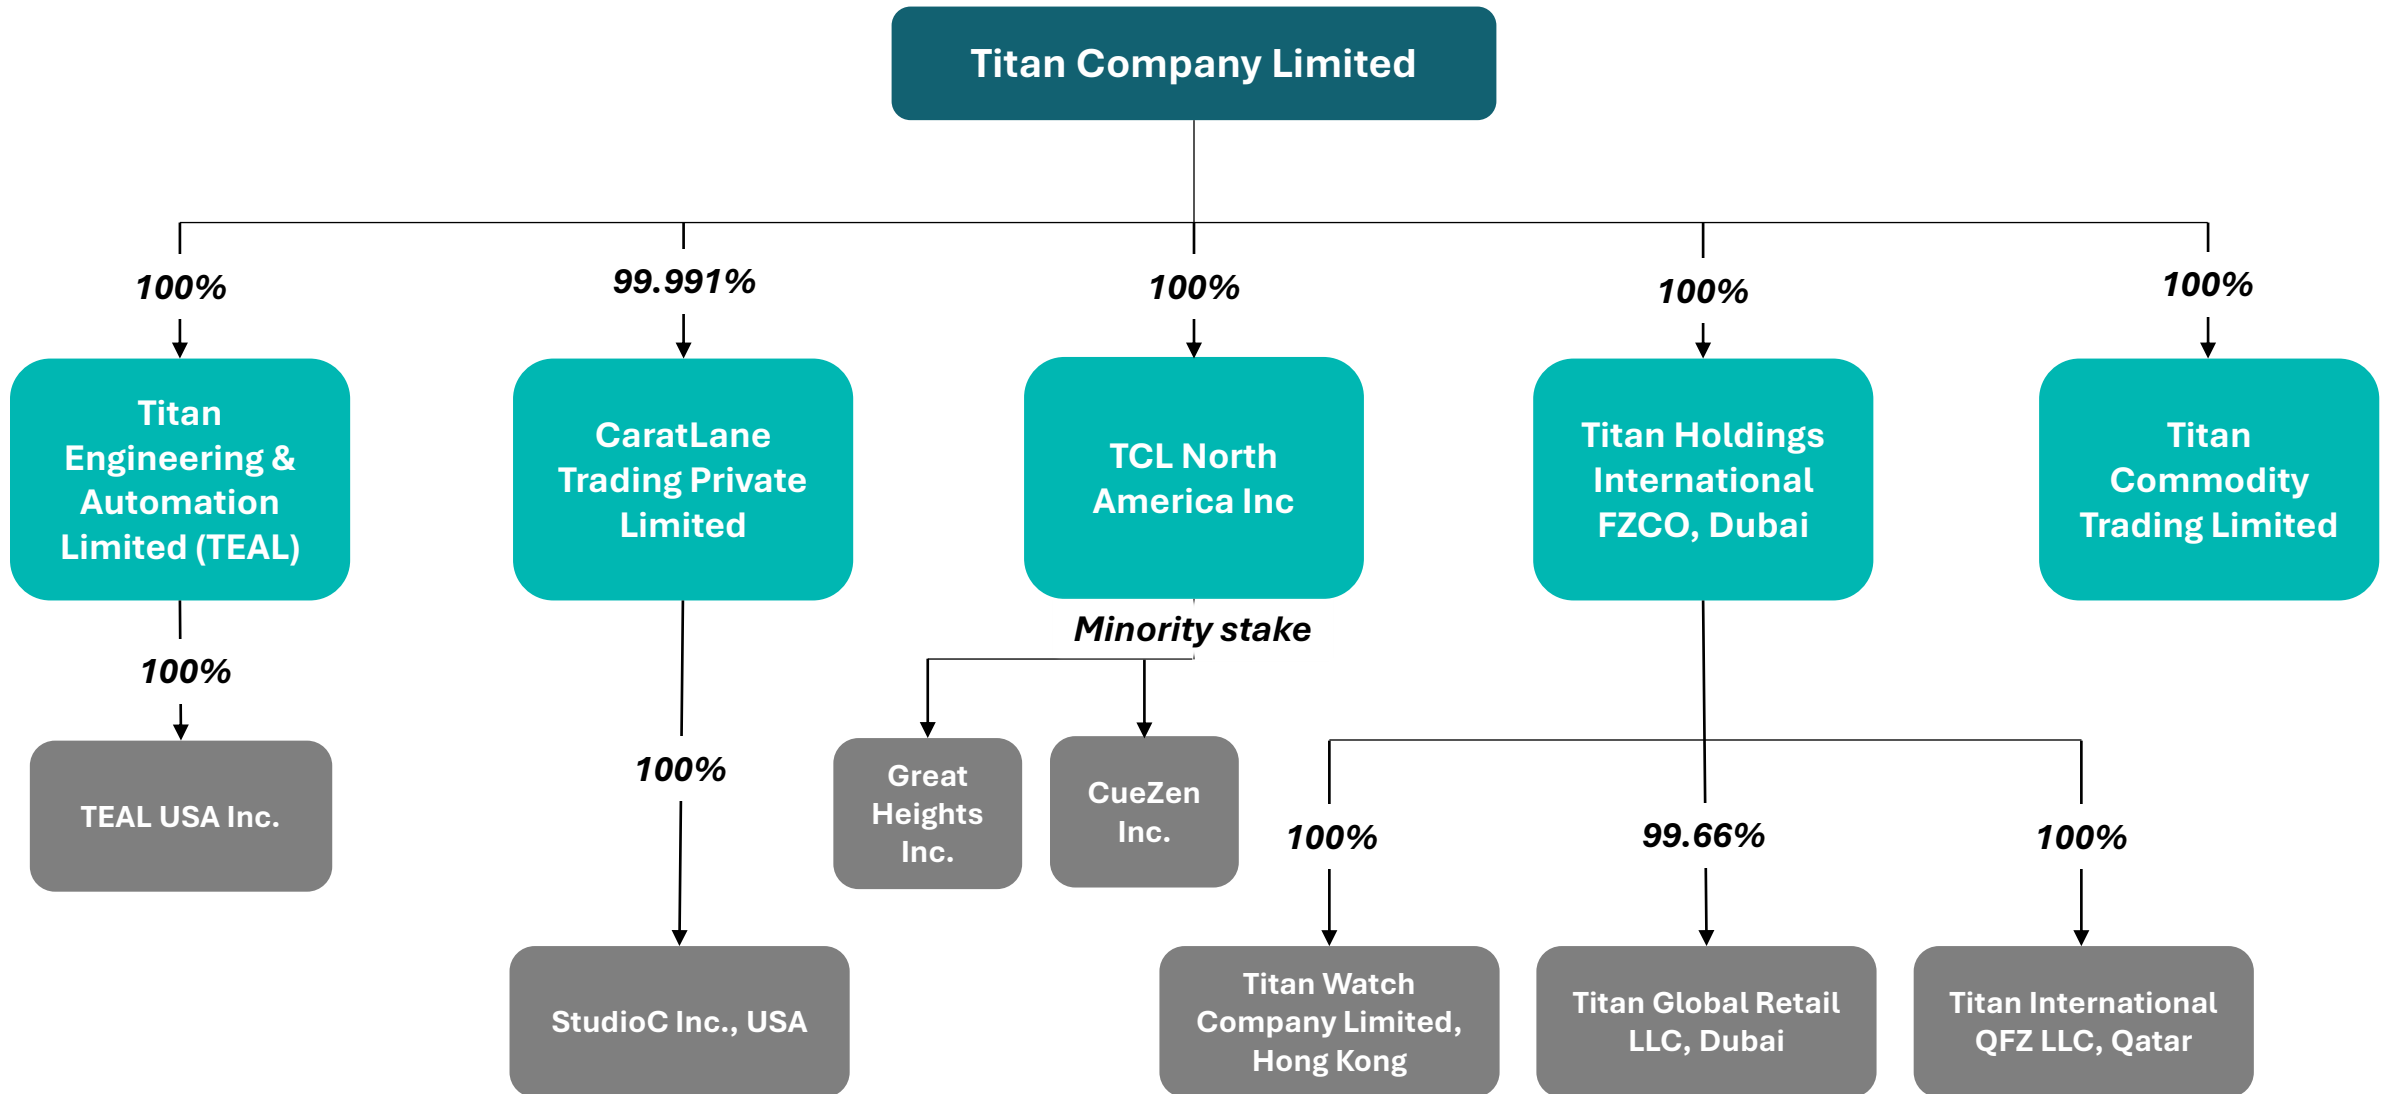 Titan Company Limited
100%
99.991%
100%
100%
100%
Titan
Engineering &
Automation
Limited (TEAL)
CaratLane
Trading Private
Limited
TCL North
America Inc
Titan Holdings
International
FZCO, Dubai
Titan
Commodity
Trading Limited
100%
Minority stake
TEAL USA Inc.
100%
Great
Heights
Inc.
CueZen
Inc.
100%
99.66%
100%
StudioC Inc., USA
Titan Watch
Company Limited,
Hong Kong
Titan Global Retail
LLC, Dubai
Titan International
QFZ LLC, Qatar